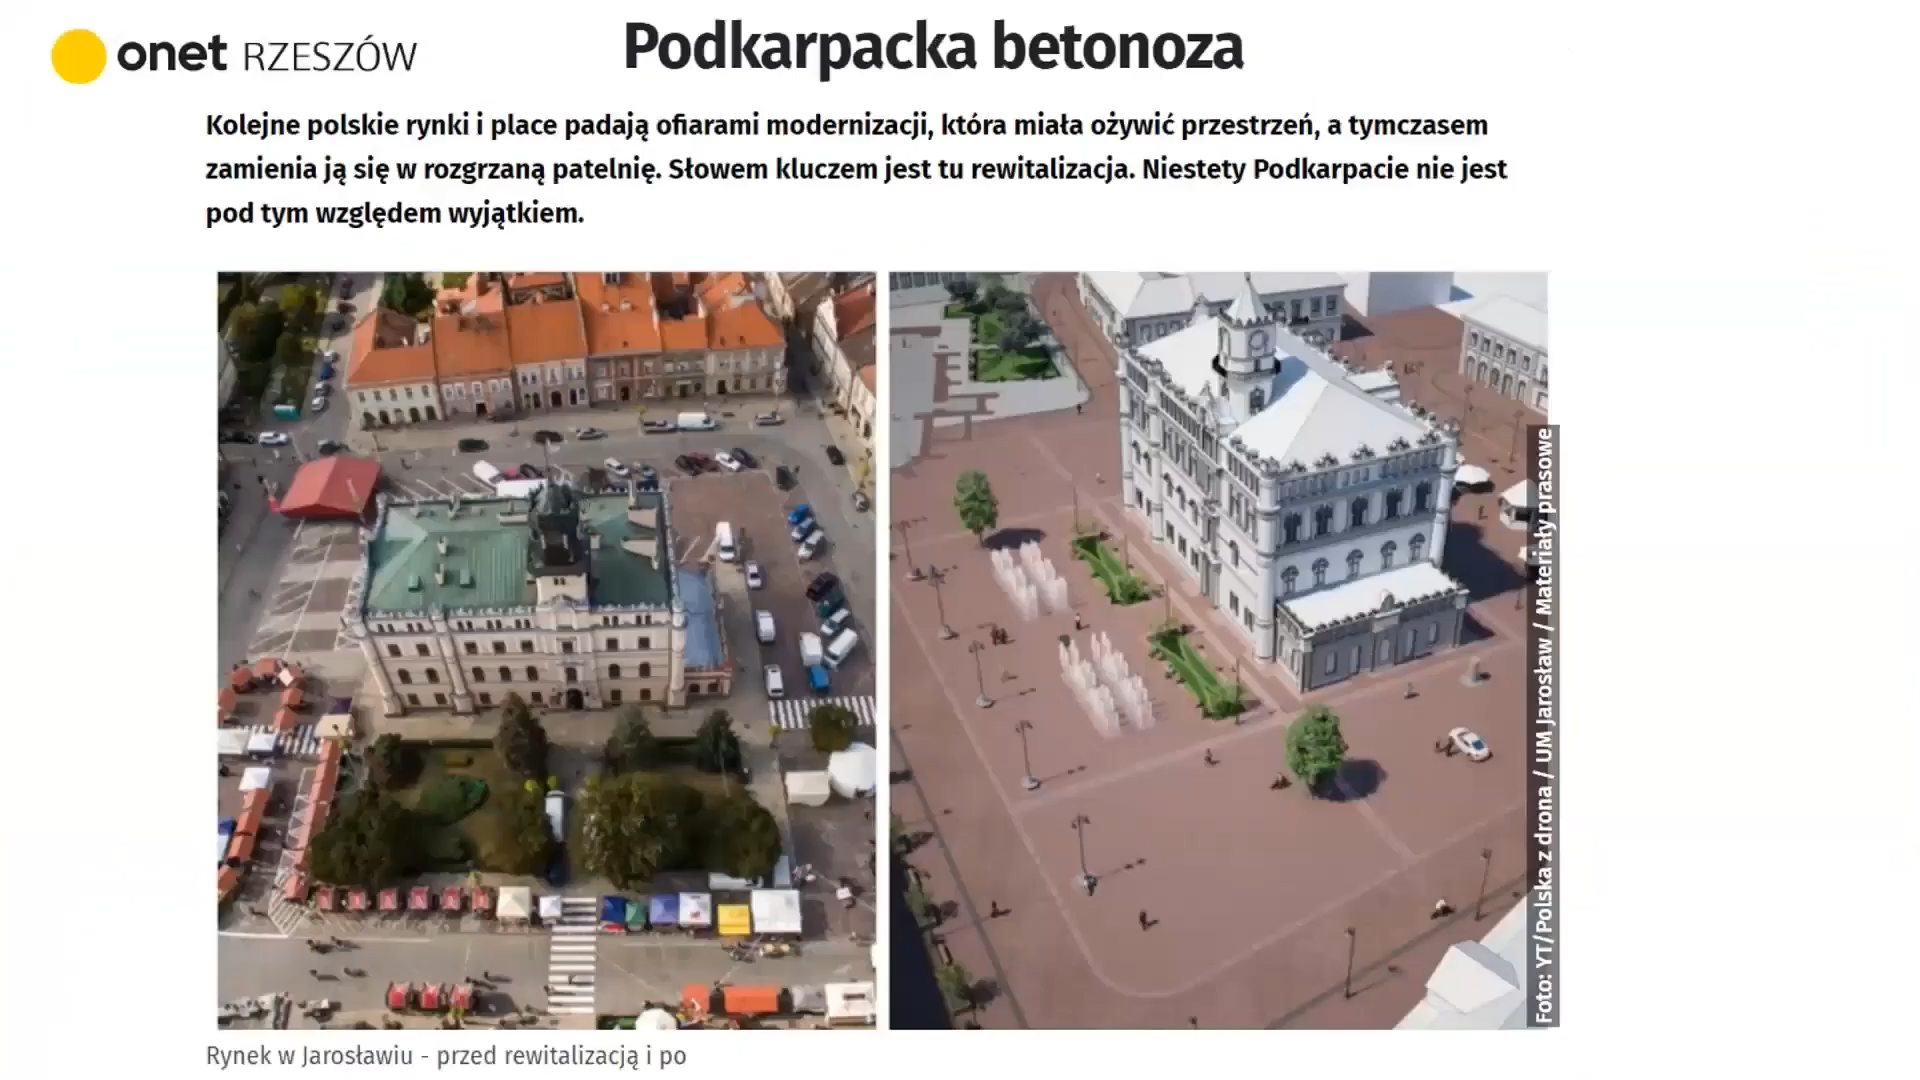 onet RZESZÓW
Podkarpacka betonoza
Kolejne polskie rynki i place padają ofiarami modernizacji, która miała ożywić przestrzeń, a tymczasem
zamienia ją się w rozgrzaną patelnię. Słowem kluczem jest tu rewitalizacja. Niestety Podkarpacie nie jest
pod tym względem wyjątkiem.
Foto: YT/Polska z drona / UM Jarosław / Materiały prasowe
Rynek w Jarosławiu - przed rewitalizacją i po